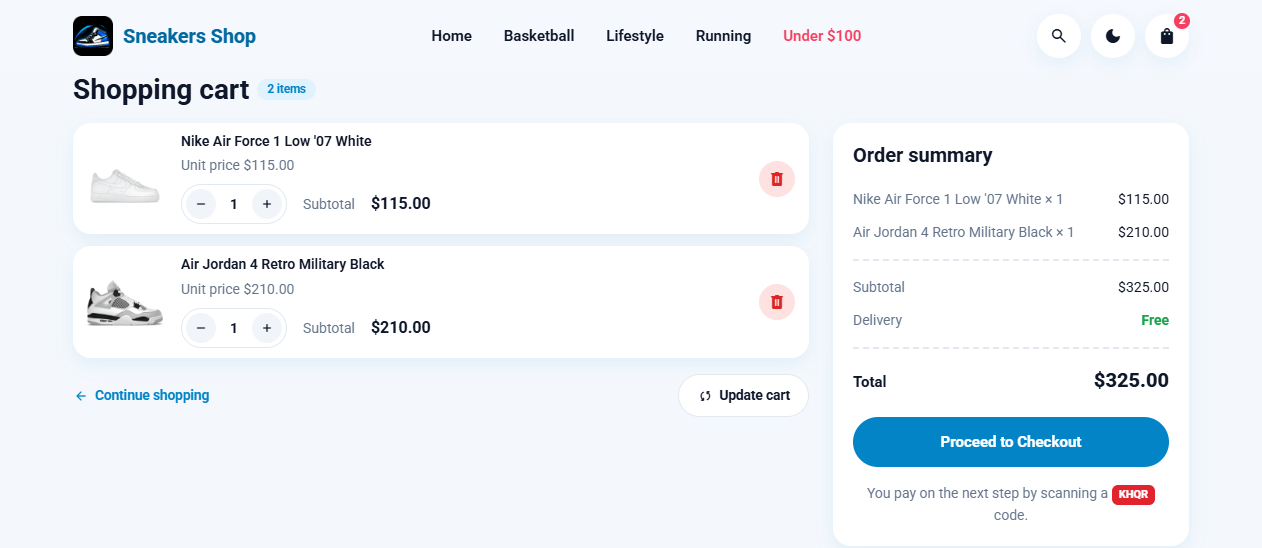 Sneakers Shop
Home Basketball Lifestyle Running Under $100
2
Shopping cart 2 items
Nike Air Force 1 Low '07 White
Unit price $115.00
− 1 + Subtotal $115.00
Air Jordan 4 Retro Military Black
Unit price $210.00
− 1 + Subtotal $210.00
← Continue shopping
Update cart
Order summary
Nike Air Force 1 Low '07 White × 1 $115.00
Air Jordan 4 Retro Military Black × 1 $210.00
Subtotal $325.00
Delivery Free
Total $325.00
Proceed to Checkout
You pay on the next step by scanning a KHQR
code.